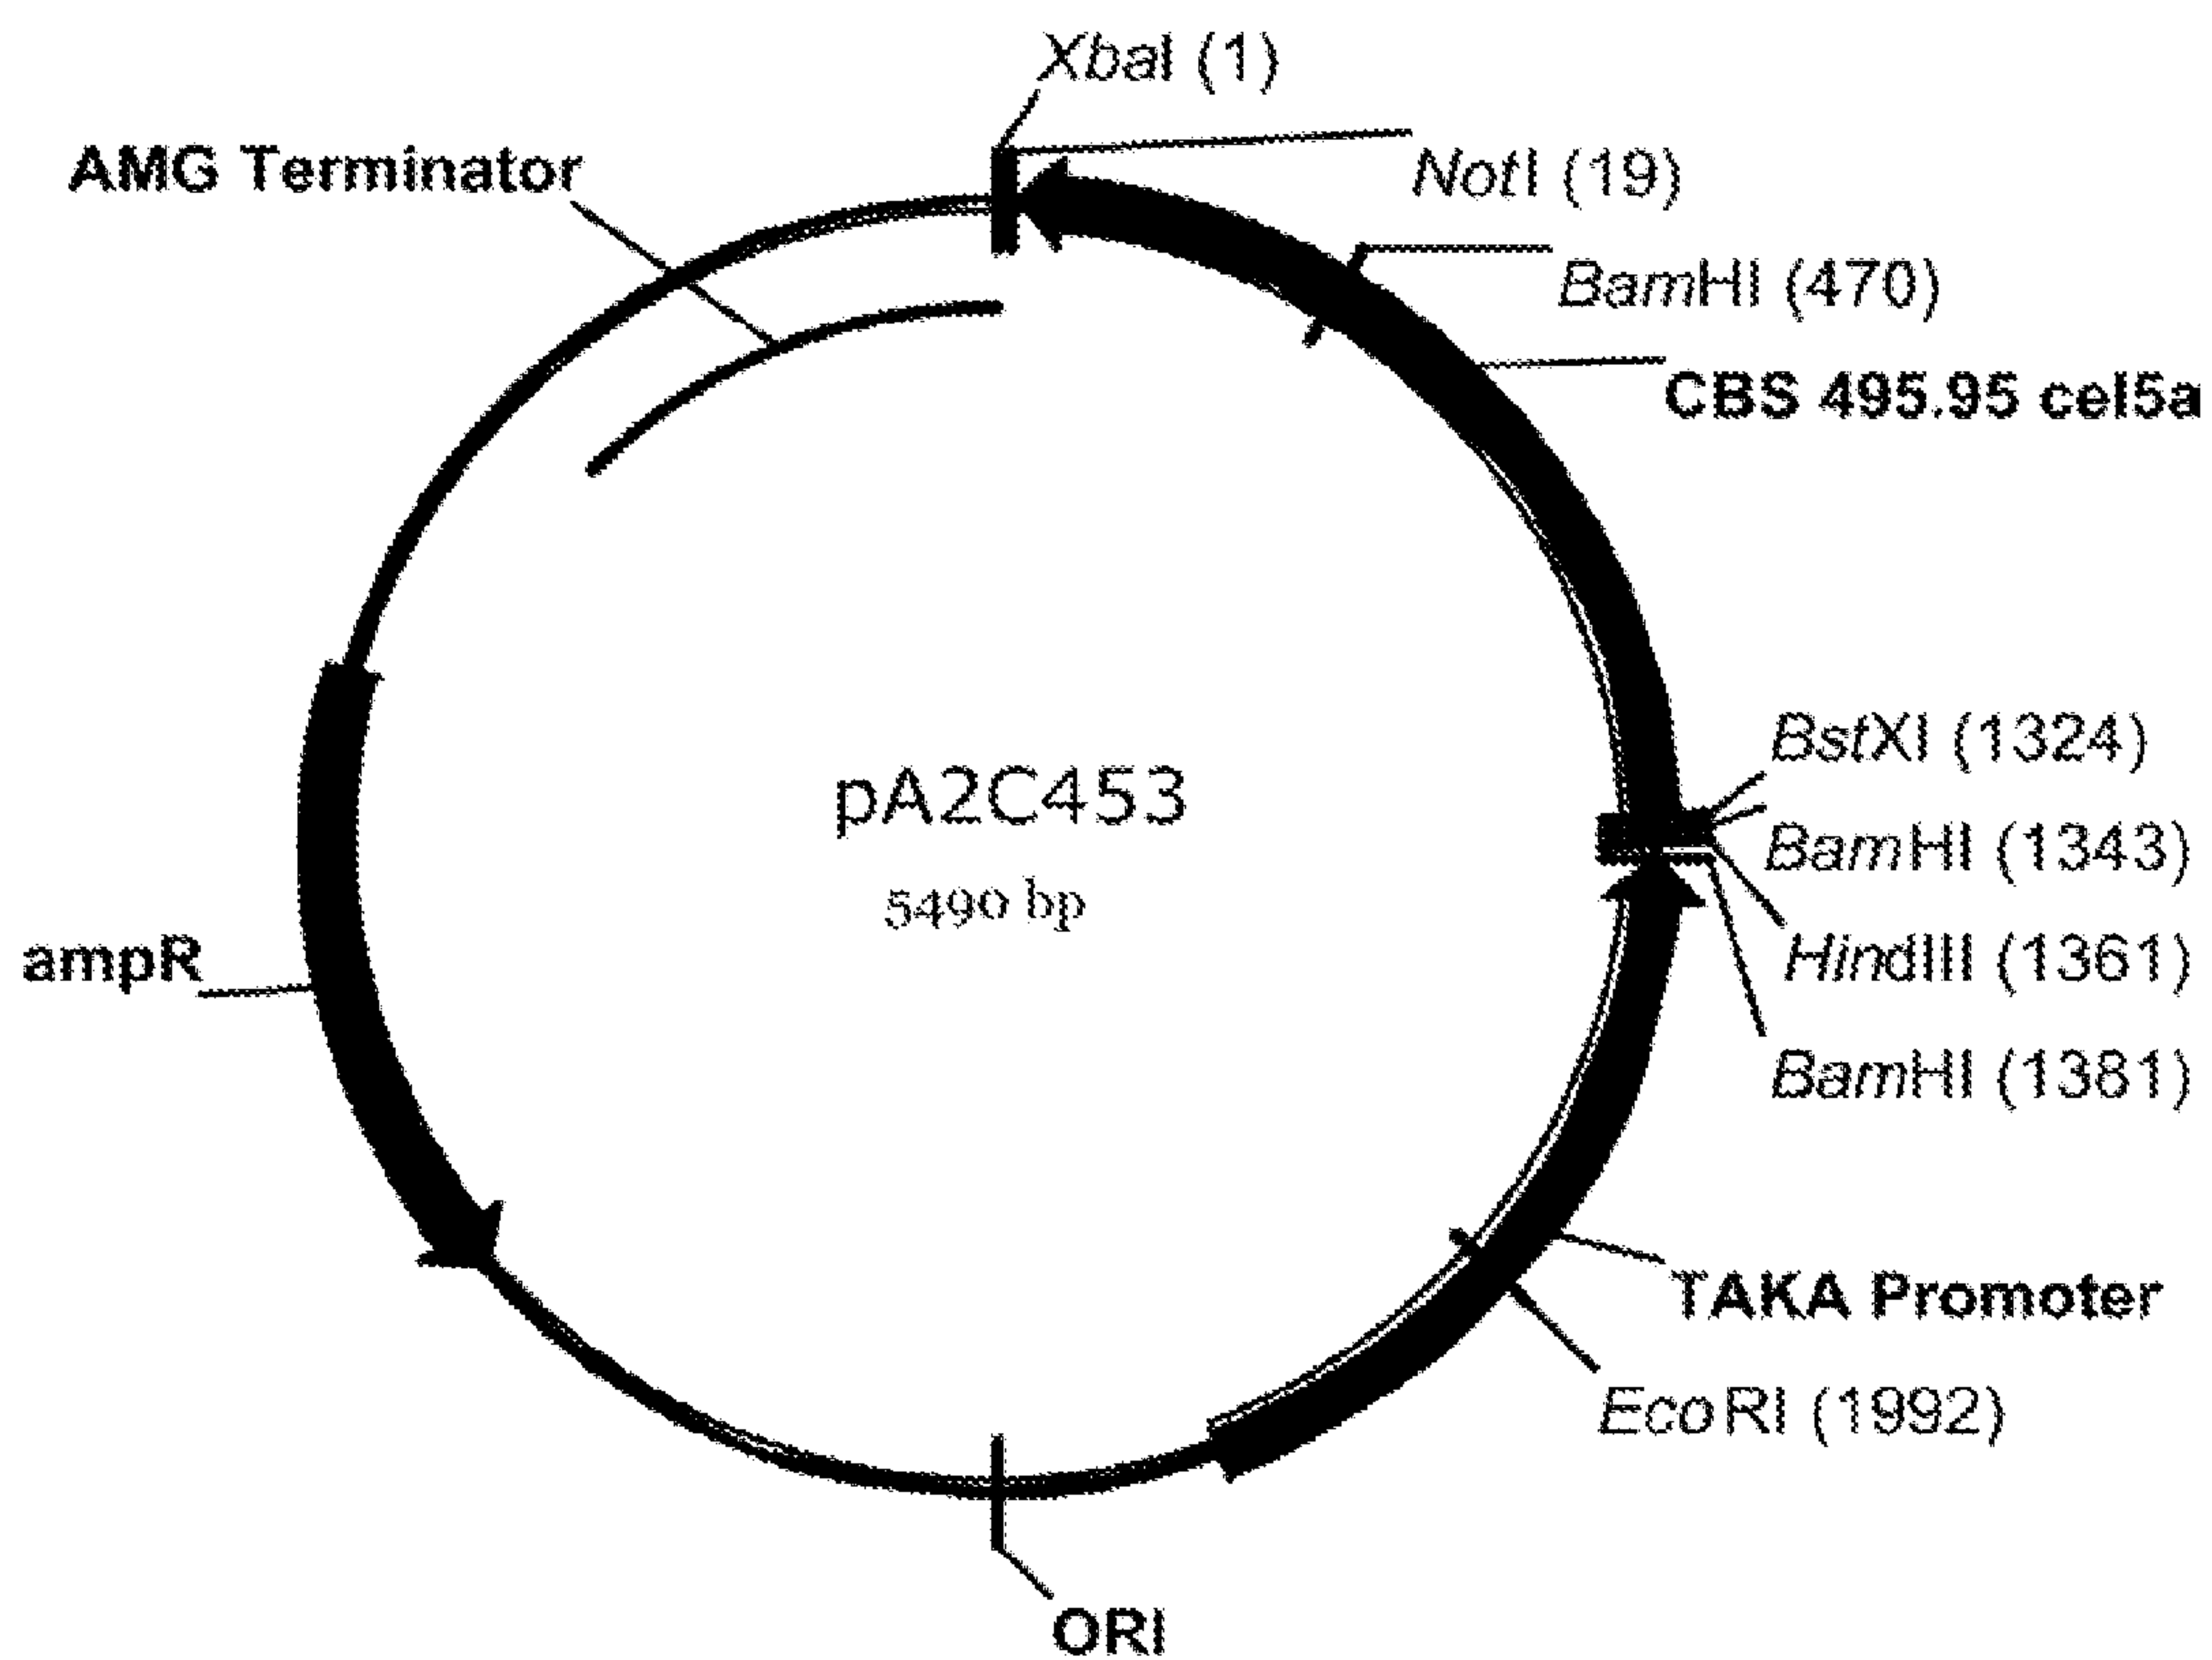 XbaI (1)
AMG Terminator
NotI (19)
BamHI (470)
CBS 495.95 cel5a
BstXI (1324)
pA2C453
BamHI (1343)
5490 bp
ampR
HindIII (1361)
BamHI (1381)
TAKA Promoter
EcoRI (1992)
ORI